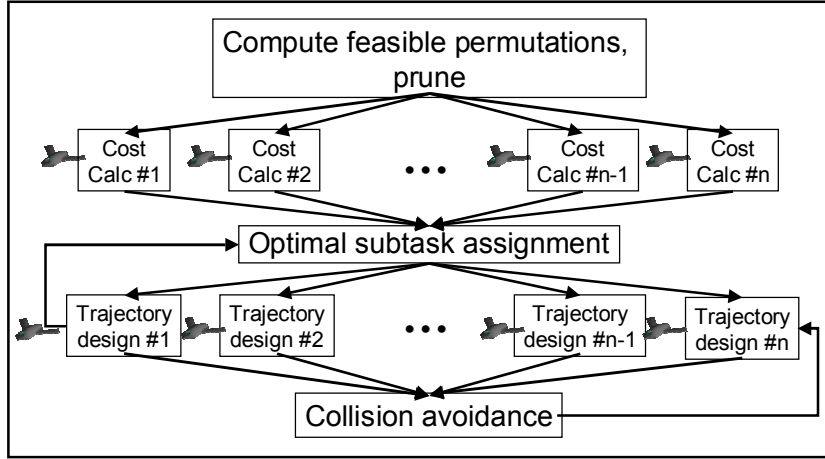 Compute feasible permutations,
prune
Cost
Calc #1
Cost
Calc #2
...
Cost
Calc #n-1
Cost
Calc #n
Optimal subtask assignment
Trajectory
design #1
Trajectory
design #2
...
Trajectory
design #n-1
Trajectory
design #n
Collision avoidance